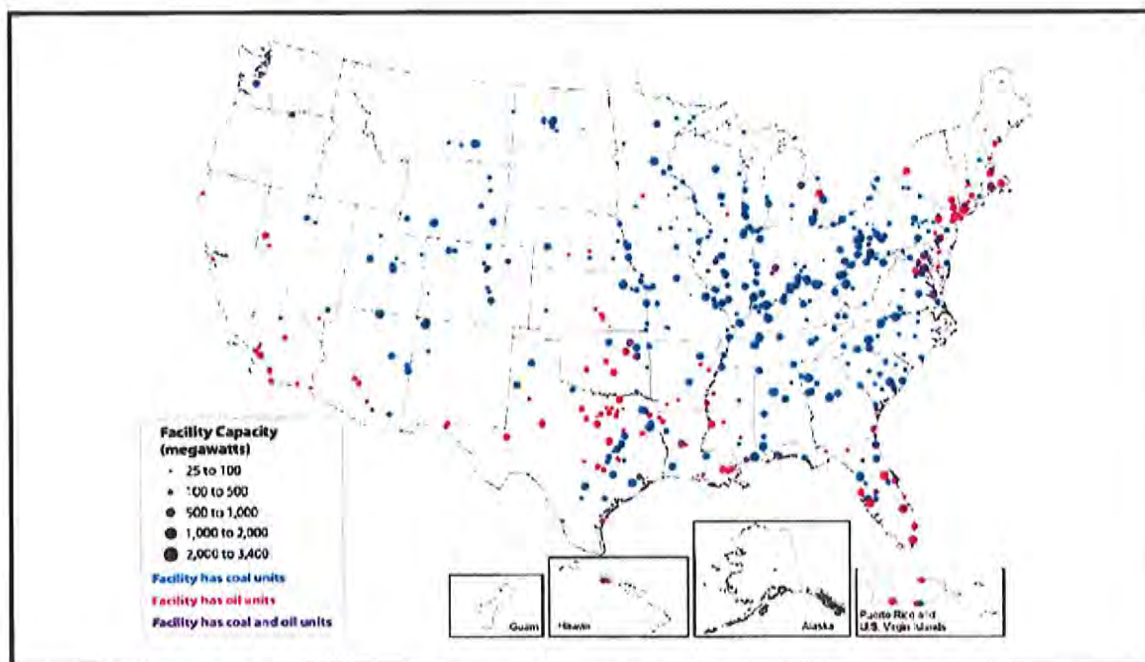 Facility Capacity
(megawatts)
25 to 100
100 to 500
500 to 1,000
1,000 to 2,000
2,000 to 3,400
Facility has coal units
Facility has oil units
Facility has coal and oil units
Guam
Hawaii
Alaska
Puerto Rico and
U.S. Virgin Islands